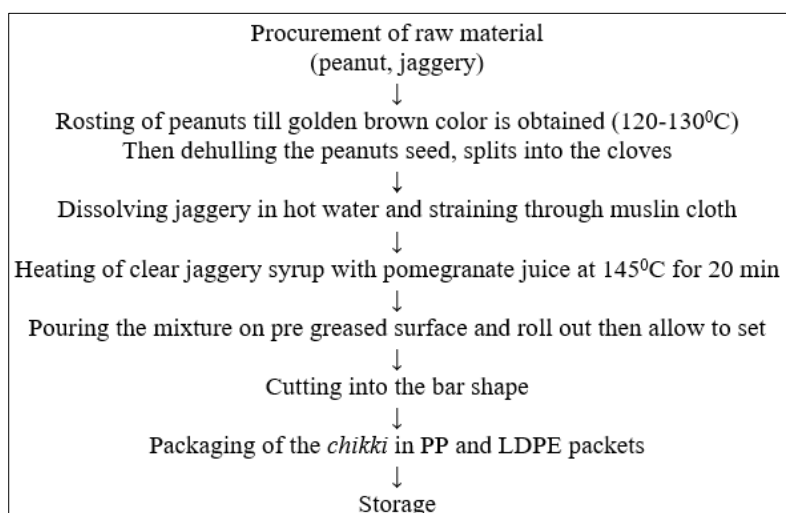 Procurement of raw material
(peanut, jaggery)
↓
Rosting of peanuts till golden brown color is obtained (120-130⁰C)
Then dehulling the peanuts seed, splits into the cloves
↓
Dissolving jaggery in hot water and straining through muslin cloth
↓
Heating of clear jaggery syrup with pomegranate juice at 145⁰C for 20 min
↓
Pouring the mixture on pre greased surface and roll out then allow to set
↓
Cutting into the bar shape
↓
Packaging of the chikki in PP and LDPE packets
↓
Storage